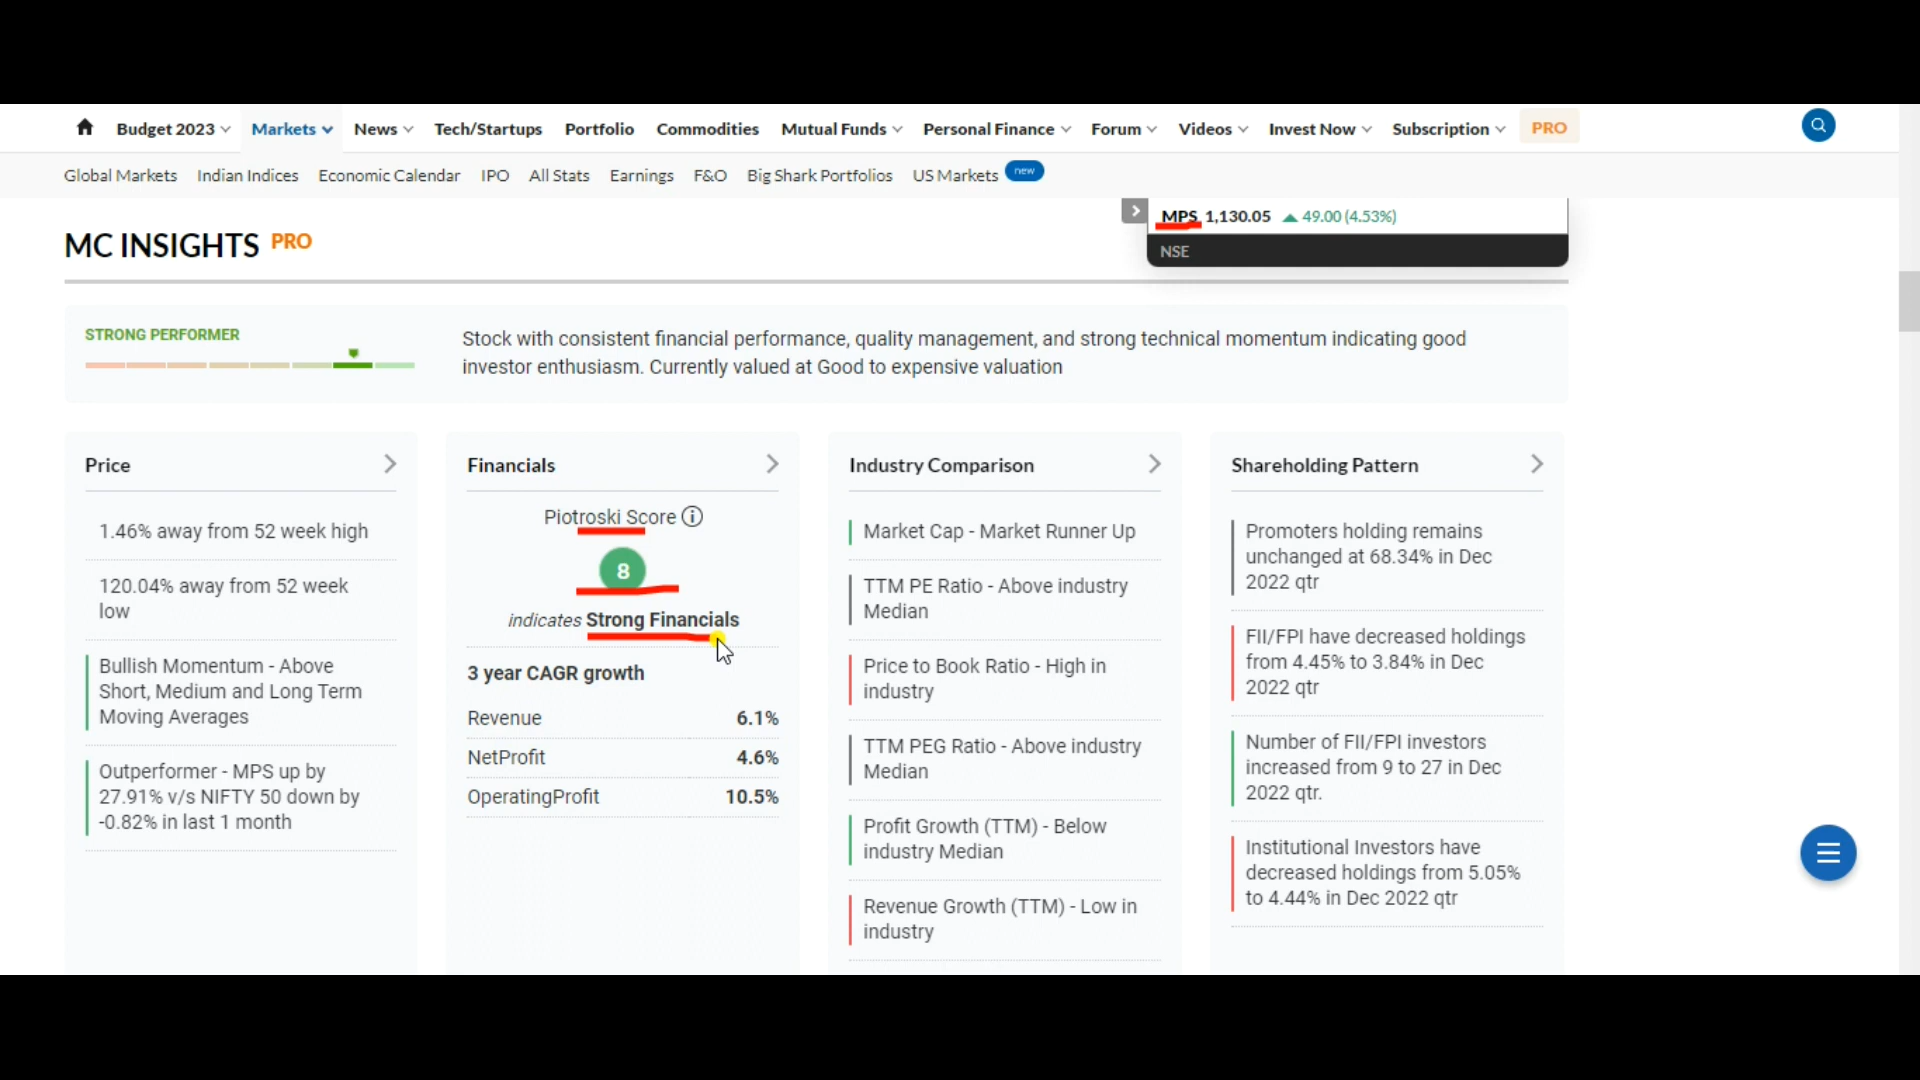 Budget 2023 Markets News Tech/Startups Portfolio Commodities Mutual Funds Personal Finance Forum Videos Invest Now Subscription PRO
Global Markets Indian Indices Economic Calendar IPO All Stats Earnings F&O Big Shark Portfolios US Markets new
MPS 1,130.05 49.00 (4.53%)
NSE
MC INSIGHTS PRO
STRONG PERFORMER
Stock with consistent financial performance, quality management, and strong technical momentum indicating good
investor enthusiasm. Currently valued at Good to expensive valuation
Price
1.46% away from 52 week high
120.04% away from 52 week
low
Bullish Momentum - Above
Short, Medium and Long Term
Moving Averages
Outperformer - MPS up by
27.91% v/s NIFTY 50 down by
-0.82% in last 1 month
Financials
Piotroski Score
8
indicates Strong Financials
3 year CAGR growth
Revenue 6.1%
NetProfit 4.6%
OperatingProfit 10.5%
Industry Comparison
Market Cap - Market Runner Up
TTM PE Ratio - Above industry
Median
Price to Book Ratio - High in
industry
TTM PEG Ratio - Above industry
Median
Profit Growth (TTM) - Below
industry Median
Revenue Growth (TTM) - Low in
industry
Shareholding Pattern
Promoters holding remains
unchanged at 68.34% in Dec
2022 qtr
FII/FPI have decreased holdings
from 4.45% to 3.84% in Dec
2022 qtr
Number of FII/FPI investors
increased from 9 to 27 in Dec
2022 qtr.
Institutional Investors have
decreased holdings from 5.05%
to 4.44% in Dec 2022 qtr